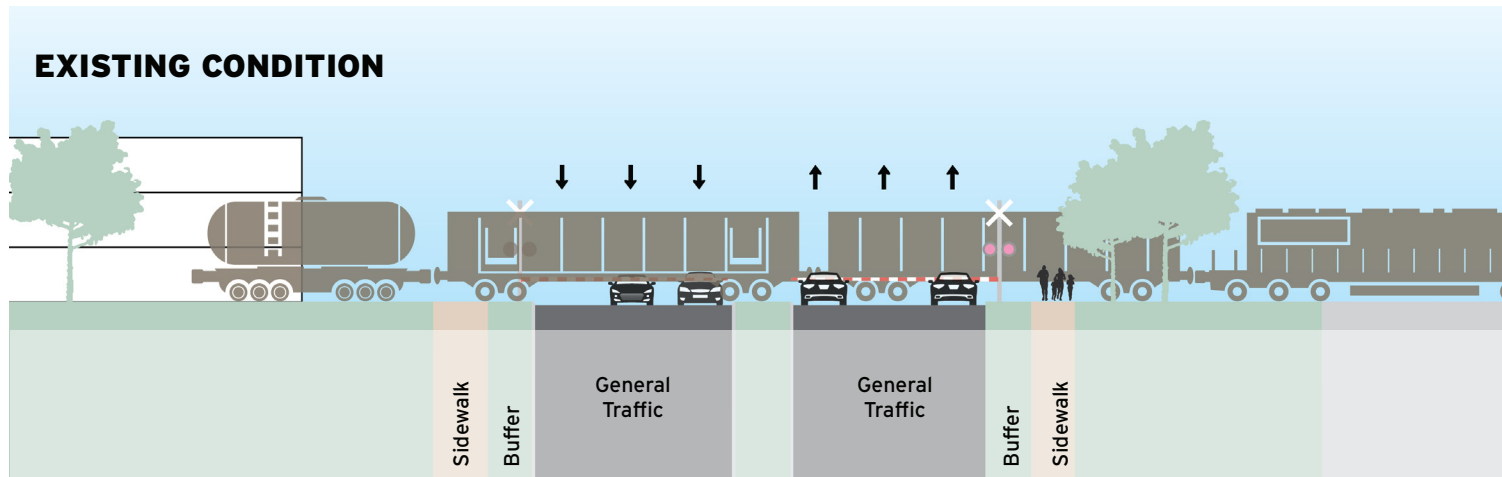 EXISTING CONDITION
Sidewalk
Buffer
General
Traffic
General
Traffic
Buffer
Sidewalk